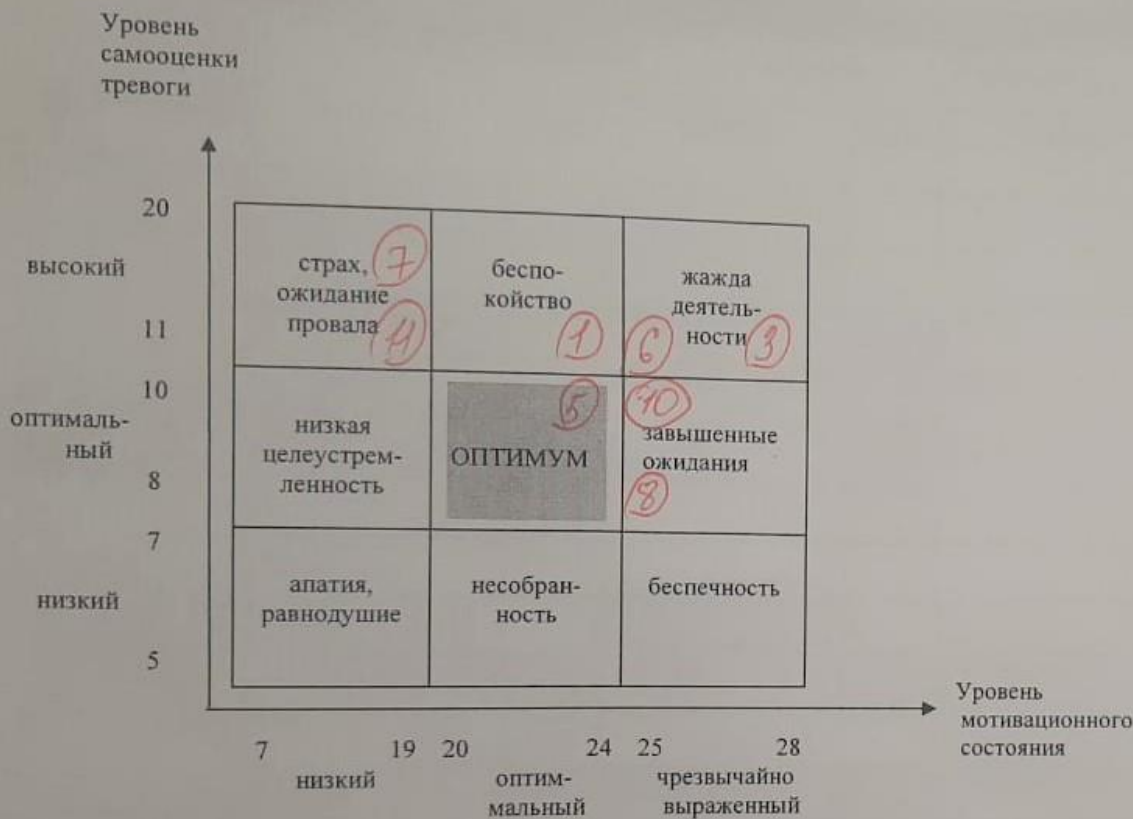 Уровень
самооценки
тревоги
20
высокий
11
10
оптималь-
ный
8
7
низкий
5
страх, 7
ожидание
провала 11
беспо-
койство
1
жажда
деятель-
ности 3
6
низкая
целеустрем-
ленность
5
ОПТИМУМ
10
завышенные
ожидания
8
апатия,
равнодушие
несобран-
ность
беспечность
7 19 20 24 25 28
низкий
оптим-
мальный
чрезвычайно
выраженный
Уровень
мотивационного
состояния